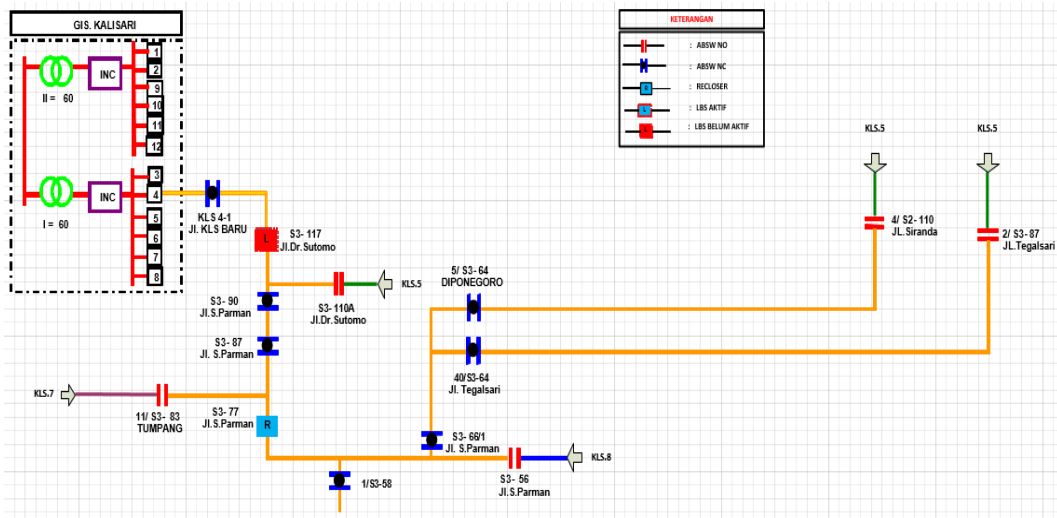 GIS. KALISARI
1
2
INC
9
10
II = 60
11
12
3
INC
4
5
I = 60
6
7
8
KETERANGAN
: ABSW NO
: ABSW NC
R
: RECLOSER
L
: LBS AKTIF
L
: LBS BELUM AKTIF
KLS 4-1
Jl. KLS BARU
L
S3- 117
Jl.Dr.Sutomo
KLS.5
S3- 110A
Jl.Dr.Sutomo
S3- 90
Jl.S.Parman
S3- 87
Jl. S.Parman
KLS.7
11/ S3- 83
TUMPANG
S3- 77
Jl.S.Parman
R
1/S3-58
5/ S3- 64
DIPONEGORO
40/S3-64
Jl. Tegalsari
S3- 66/1
Jl. S.Parman
S3- 56
Jl.S.Parman
KLS.8
KLS.5
4/ S2- 110
JL.Siranda
KLS.5
2/ S3- 87
JL.Tegalsari